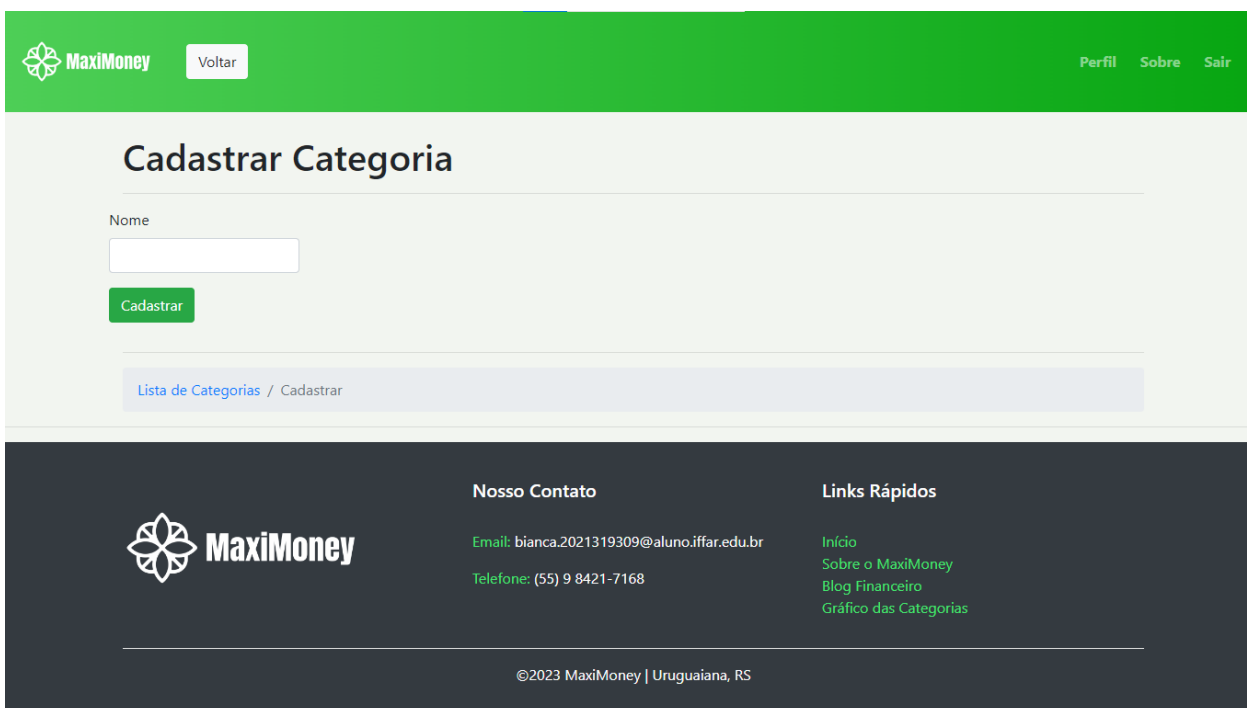 MaxiMoney Voltar Perfil Sobre Sair
Cadastrar Categoria
Nome
Cadastrar
Lista de Categorias / Cadastrar
MaxiMoney
Nosso Contato
Email: bianca.2021319309@aluno.iffar.edu.br
Telefone: (55) 9 8421-7168
Links Rápidos
Início
Sobre o MaxiMoney
Blog Financeiro
Gráfico das Categorias
©2023 MaxiMoney | Uruguaiana, RS